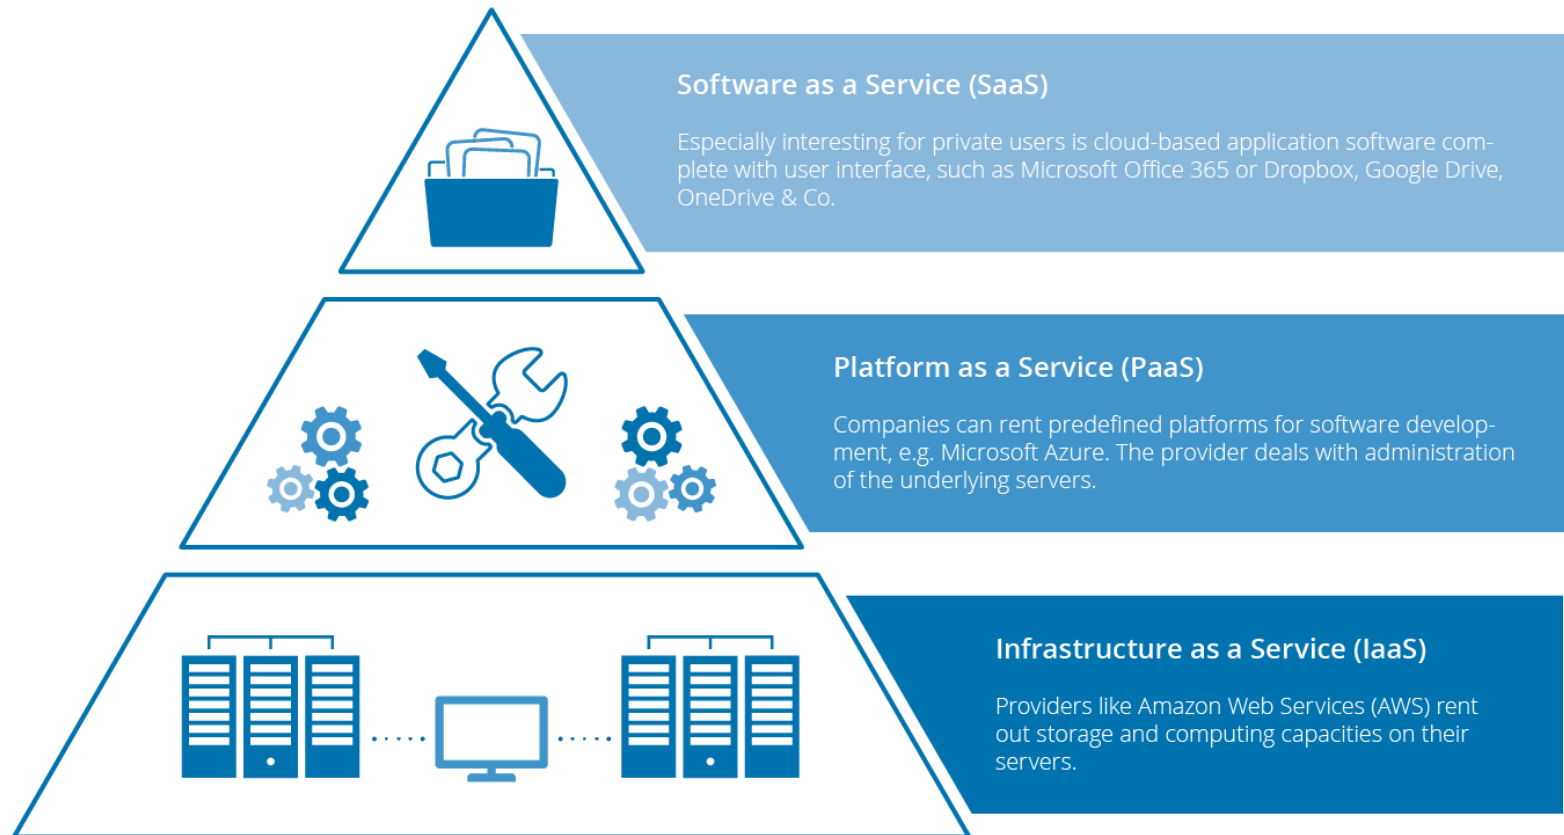 Software as a Service (SaaS)
Especially interesting for private users is cloud-based application software com-
plete with user interface, such as Microsoft Office 365 or Dropbox, Google Drive,
OneDrive & Co.
Platform as a Service (PaaS)
Companies can rent predefined platforms for software develop-
ment, e.g. Microsoft Azure. The provider deals with administration
of the underlying servers.
Infrastructure as a Service (IaaS)
Providers like Amazon Web Services (AWS) rent
out storage and computing capacities on their
servers.